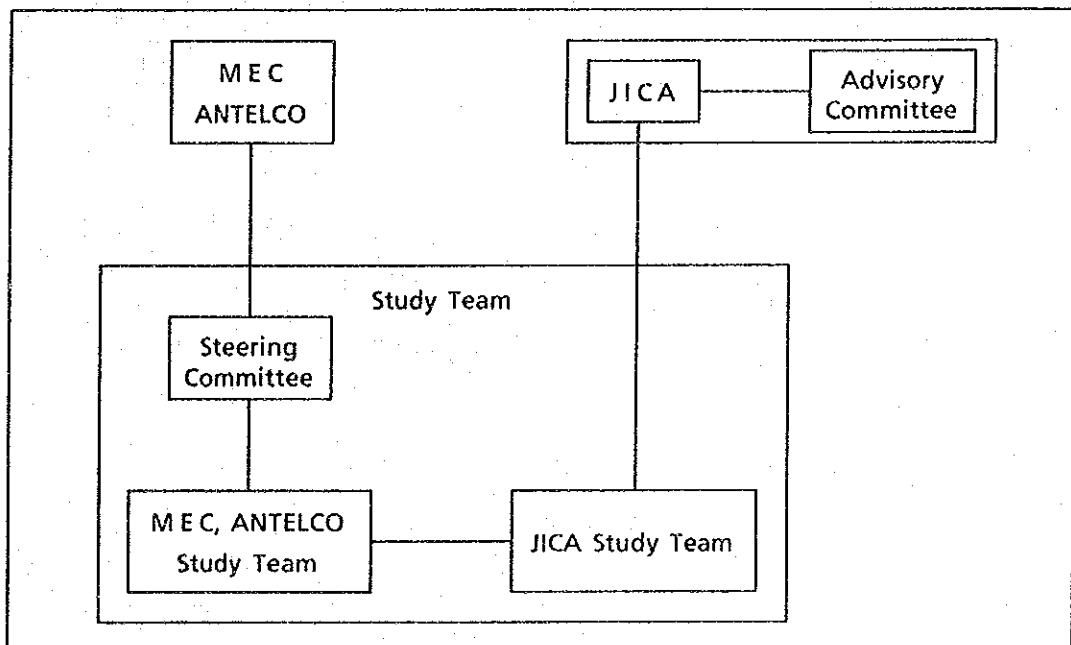 MEC
ANTELCO
JICA
Advisory
Committee
Study Team
Steering
Committee
MEC, ANTELCO
Study Team
JICA Study Team